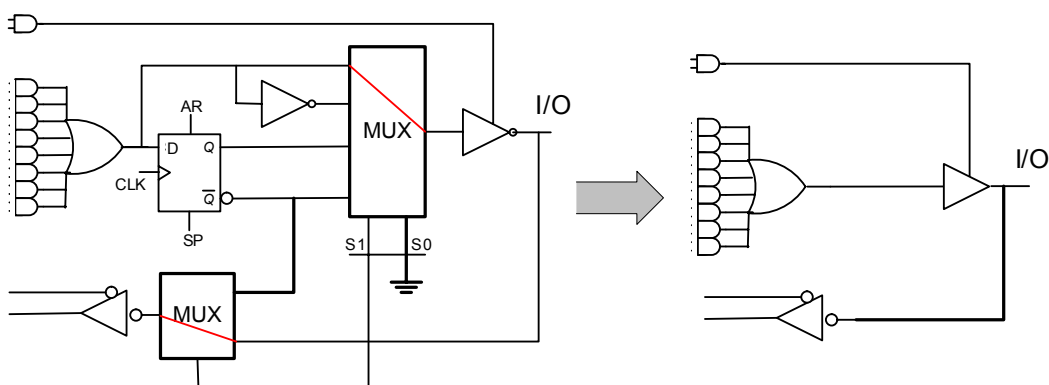 I/O
AR
MUX
D Q
CLK
Q
SP
S1 S0
MUX
I/O